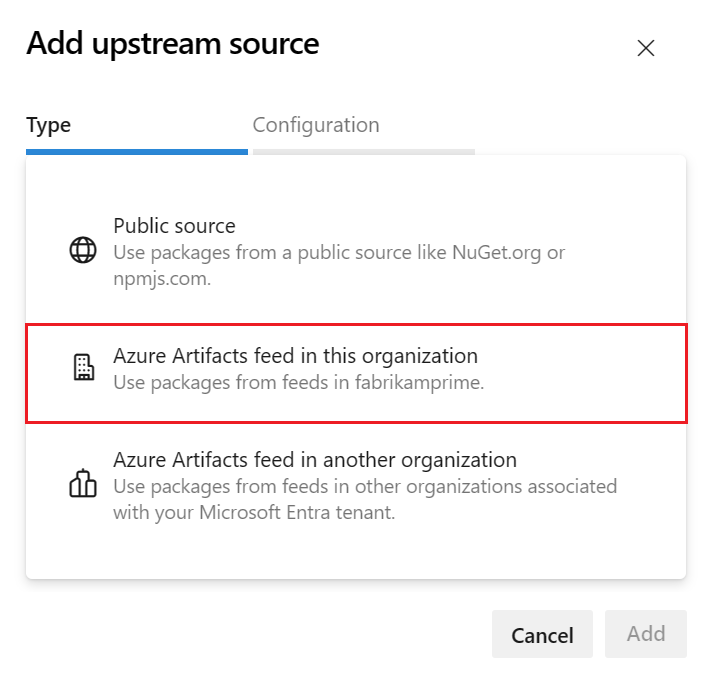 Add upstream source
Type
Configuration
Public source
Use packages from a public source like NuGet.org or
npmjs.com.
Azure Artifacts feed in this organization
Use packages from feeds in fabrikamprime.
Azure Artifacts feed in another organization
Use packages from feeds in other organizations associated
with your Microsoft Entra tenant.
Cancel
Add